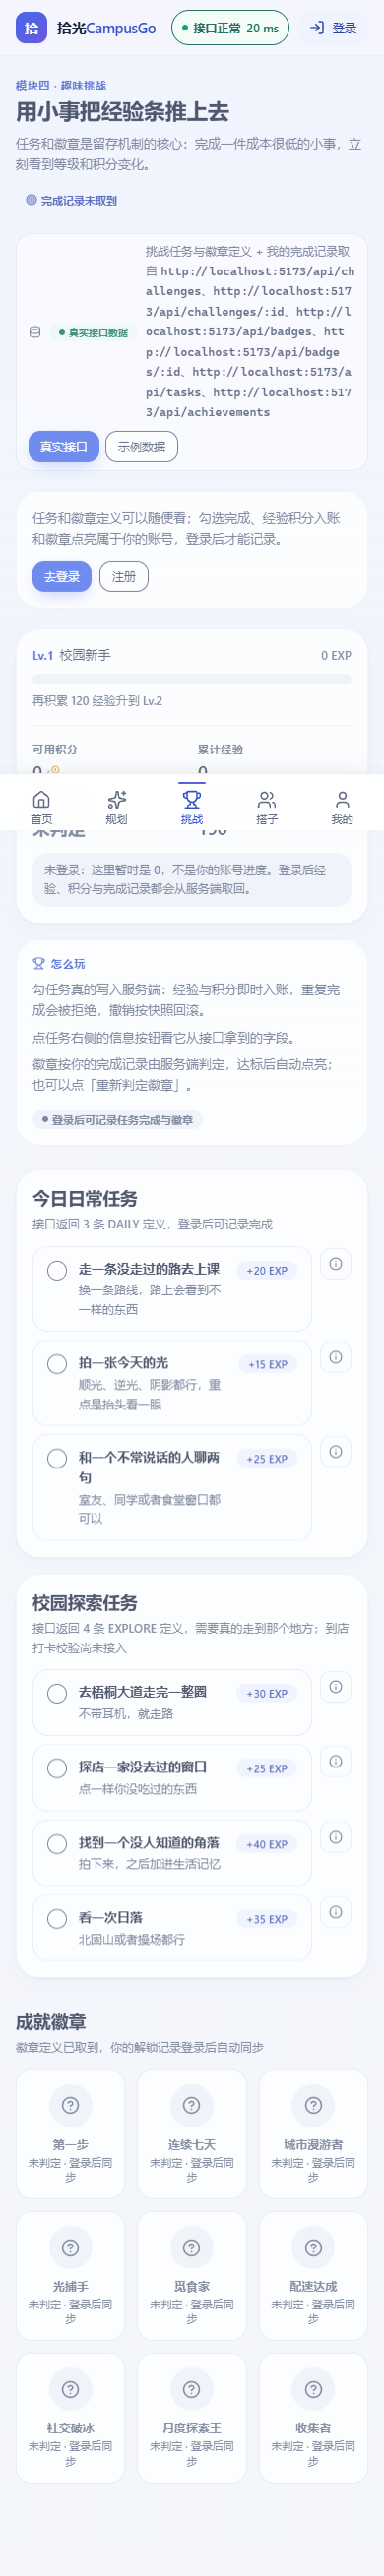 拾 拾光CampusGo 接口正常 20 ms 登录
模块四 · 趣味挑战
用小事把经验条推上去
任务和徽章是留存机制的核心：完成一件成本很低的小事，立
刻看到等级和积分变化。
完成记录未取到
真实接口数据
挑战任务与徽章定义 + 我的完成记录取
自 http://localhost:5173/api/ch
allenges、http://localhost:517
3/api/challenges/:id、http://l
ocalhost:5173/api/badges、htt
p://localhost:5173/api/badge
s/:id、http://localhost:5173/a
pi/tasks、http://localhost:517
3/api/achievements
真实接口 示例数据
任务和徽章定义可以随便看；勾选完成、经验积分入账
和徽章点亮属于你的账号，登录后才能记录。
去登录 注册
Lv.1 校园新手 0 EXP
再积累 120 经验升到 Lv.2
可用积分 累计经验
首页 规划 挑战 搭子 我的
未登录：这里暂时是 0，不是你的账号进度。登录后经
验、积分与完成记录都会从服务端取回。
怎么玩
勾任务真的写入服务端：经验与积分即时入账，重复完
成会被拒绝，撤销按快照回滚。
点任务右侧的信息按钮看它从接口拿到的字段。
徽章按你的完成记录由服务端判定，达标后自动点亮；
也可以点「重新判定徽章」。
登录后可记录任务完成与徽章
今日日常任务
接口返回 3 条 DAILY 定义，登录后可记录完成
走一条没走过的路去上课 +20 EXP
换一条路线，路上会看到不
一样的东西
拍一张今天的光 +15 EXP
顺光、逆光、阴影都行，重
点是抬头看一眼
和一个不常说话的人聊两
句 +25 EXP
室友、同学或者食堂窗口都
可以
校园探索任务
接口返回 4 条 EXPLORE 定义，需要真的走到那个地方；到店
打卡校验尚未接入
去梧桐大道走完一整圈 +30 EXP
不带耳机，就走路
探店一家没去过的窗口 +25 EXP
点一样你没吃过的东西
找到一个没人知道的角落 +40 EXP
拍下来，之后加进生活记忆
看一次日落 +35 EXP
北固山或者操场都行
成就徽章
徽章定义已取到，你的解锁记录登录后自动同步
第一步 连续七天 城市漫游者
未判定 · 登录后同 未判定 · 登录后同 未判定 · 登录后同
步 步 步
光捕手 觅食家 配速达成
未判定 · 登录后同 未判定 · 登录后同 未判定 · 登录后同
步 步 步
社交破冰 月度探索王 收集者
未判定 · 登录后同 未判定 · 登录后同 未判定 · 登录后同
步 步 步